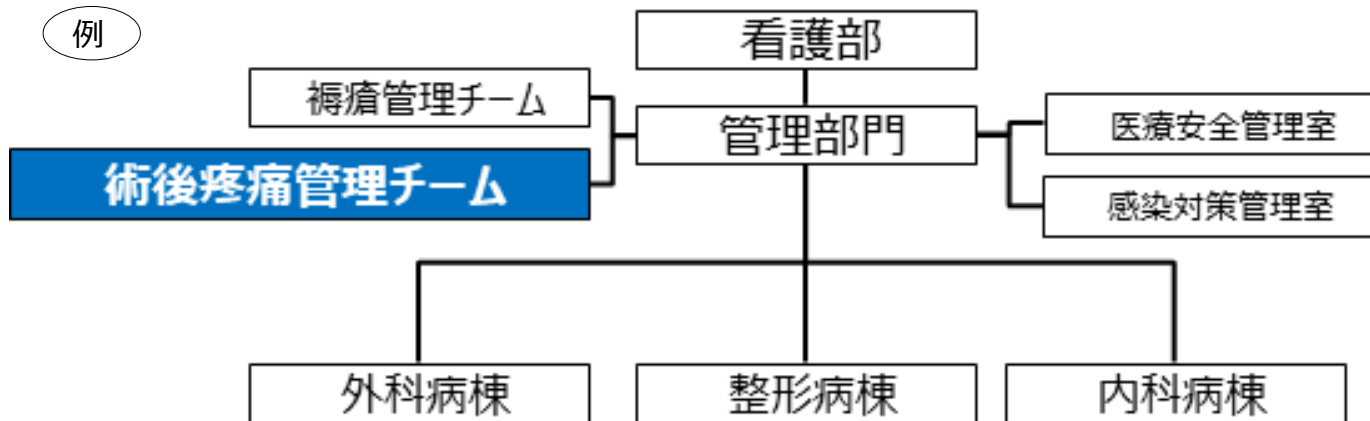 例
看護部
褥瘡管理チーム
管理部門
医療安全管理室
術後疼痛管理チーム
感染対策管理室
外科病棟
整形病棟
内科病棟